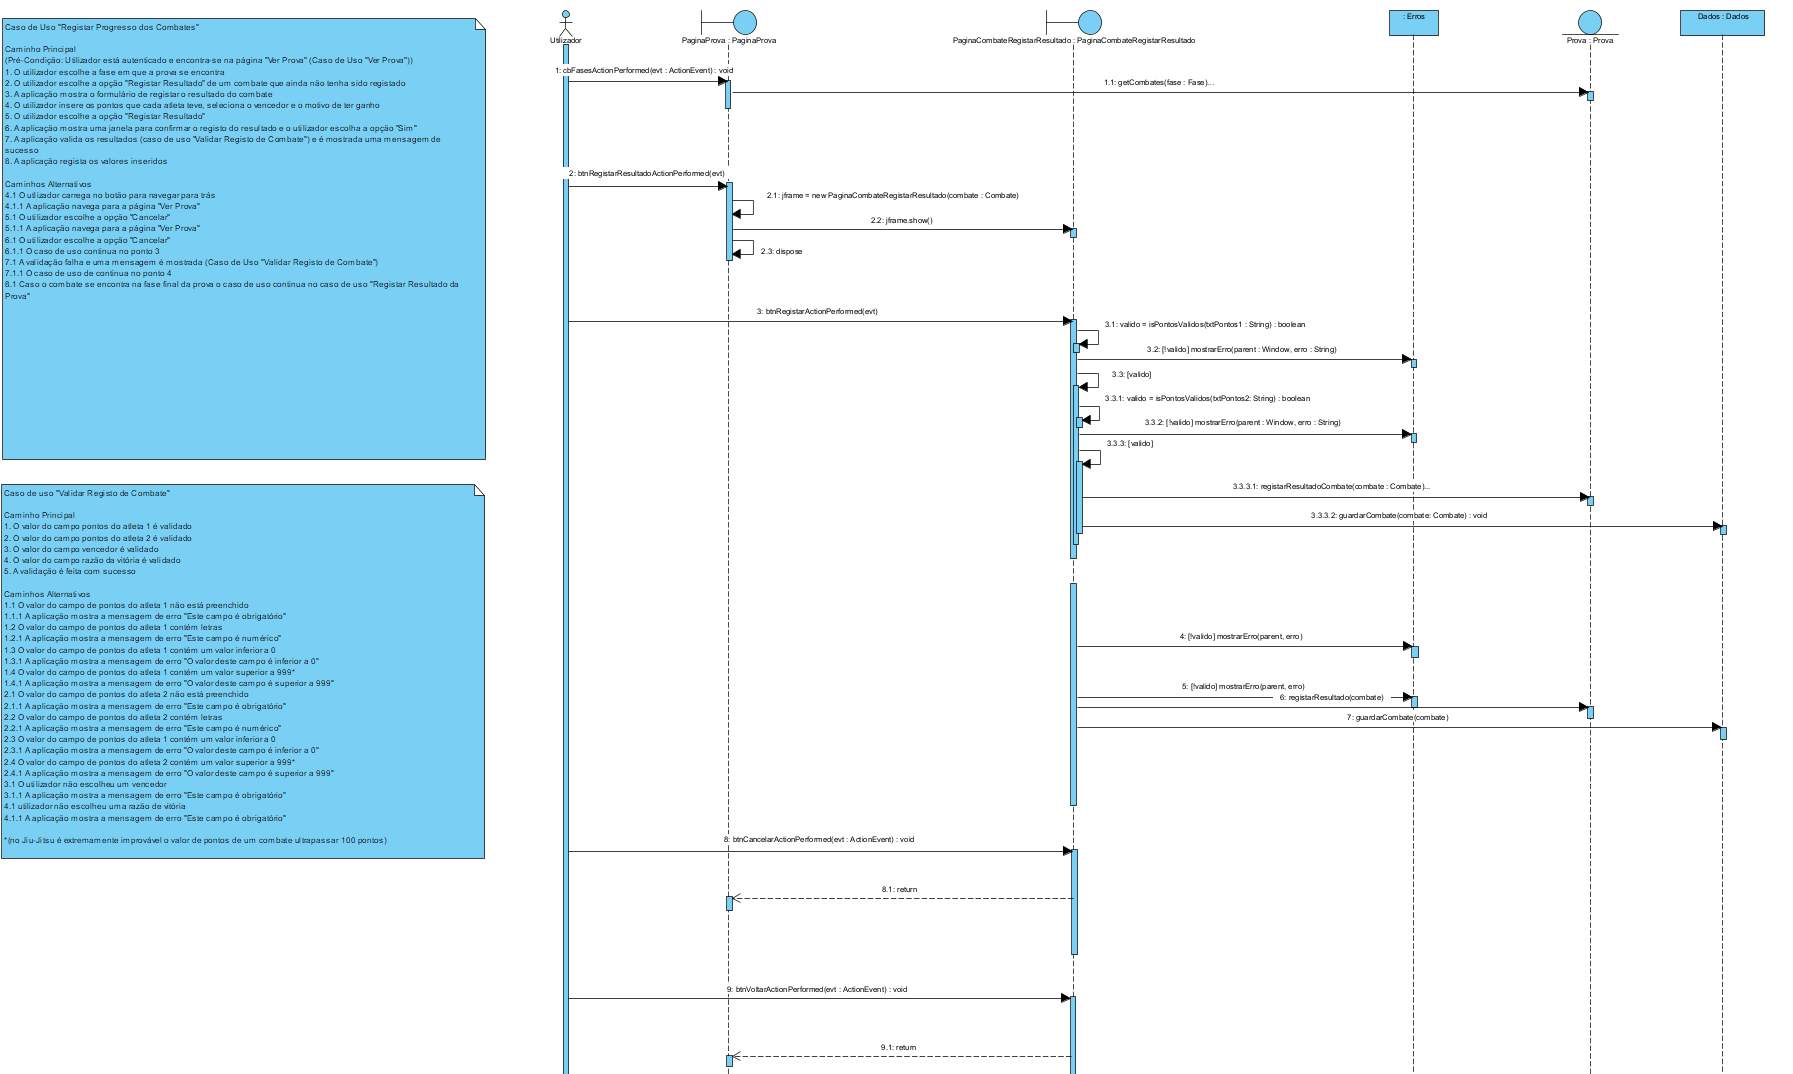 Caso de Uso "Registar Progresso dos Combates"
Caminho Principal
(Pré-Condição: Utilizador está autenticado e encontra-se na página "Ver Prova" (Caso de Uso "Ver Prova"))
1. O utilizador escolhe a fase em que a prova se encontra
2. O utilizador escolhe a opção "Registar Resultado" de um combate que ainda não tenha sido registado
3. A aplicação mostra o formulário de registar o resultado do combate
4. O utilizador insere os pontos que cada atleta teve, seleciona o vencedor e o motivo de ter ganho
5. O utilizador escolhe a opção "Registar Resultado"
6. A aplicação mostra uma janela para confirmar o registo do resultado e o utilizador escolha a opção "Sim"
7. A aplicação valida os resultados (caso de uso "Validar Registo de Combate") e é mostrada uma mensagem de
sucesso
8. A aplicação regista os valores inseridos
Caminhos Alternativos
4.1 O utlizador carrega no botão para navegar para trás
4.1.1 A aplicação navega para a página "Ver Prova"
5.1 O utilizador escolhe a opção "Cancelar"
5.1.1 A aplicação navega para a página "Ver Prova"
6.1 O utilizador escolhe a opção "Cancelar"
6.1.1 O caso de uso continua no ponto 3
7.1 A validação falha e uma mensagem é mostrada (Caso de Uso "Validar Registo de Combate")
7.1.1 O caso de uso de continua no ponto 4
8.1 Caso o combate se encontra na fase final da prova o caso de uso continua no caso de uso "Registar Resultado da
Prova"
Caso de uso "Validar Registo de Combate"
Caminho Principal
1. O valor do campo pontos do atleta 1 é validado
2. O valor do campo pontos do atleta 2 é validado
3. O valor do campo vencedor é validado
4. O valor do campo razão da vitória é validado
5. A validação é feita com sucesso
Caminhos Alternativos
1.1 O valor do campo de pontos do atleta 1 não está preenchido
1.1.1 A aplicação mostra a mensagem de erro "Este campo é obrigatório"
1.2 O valor do campo de pontos do atleta 1 contém letras
1.2.1 A aplicação mostra a mensagem de erro "Este campo é numérico"
1.3 O valor do campo de pontos do atleta 1 contém um valor inferior a 0
1.3.1 A aplicação mostra a mensagem de erro "O valor deste campo é inferior a 0"
1.4 O valor do campo de pontos do atleta 1 contém um valor superior a 999*
1.4.1 A aplicação mostra a mensagem de erro "O valor deste campo é superior a 999"
2.1 O valor do campo de pontos do atleta 2 não está preenchido
2.1.1 A aplicação mostra a mensagem de erro "Este campo é obrigatório"
2.2 O valor do campo de pontos do atleta 2 contém letras
2.2.1 A aplicação mostra a mensagem de erro "Este campo é numérico"
2.3 O valor do campo de pontos do atleta 1 contém um valor inferior a 0
2.3.1 A aplicação mostra a mensagem de erro "O valor deste campo é inferior a 0"
2.4 O valor do campo de pontos do atleta 2 contém um valor superior a 999*
2.4.1 A aplicação mostra a mensagem de erro "O valor deste campo é superior a 999"
3.1 O utilizador não escolheu um vencedor
3.1.1 A aplicação mostra a mensagem de erro "Este campo é obrigatório"
4.1 utilizador não escolheu uma razão de vitória
4.1.1 A aplicação mostra a mensagem de erro "Este campo é obrigatório"
*(no Jiu-Jitsu é extremamente improvável o valor de pontos de um combate ultrapassar 100 pontos)
Utilizador
PaginaProva : PaginaProva
PaginaCombateRegistarResultado : PaginaCombateRegistarResultado
: Erros
Prova : Prova
Dados : Dados
1: cbFasesActionPerformed(evt : ActionEvent) : void
1.1: getCombates(fase : Fase)...
2: btnRegistarResultadoActionPerformed(evt)
2.1: jframe = new PaginaCombateRegistarResultado(combate : Combate)
2.2: jframe.show()
2.3: dispose
3: btnRegistarActionPerformed(evt)
3.1: valido = isPontosValidos(txtPontos1 : String) : boolean
3.2: [!valido] mostrarErro(parent : Window, erro : String)
3.3: [valido]
3.3.1: valido = isPontosValidos(txtPontos2: String) : boolean
3.3.2: [!valido] mostrarErro(parent : Window, erro : String)
3.3.3: [valido]
3.3.3.1: registarResultadoCombate(combate : Combate)...
3.3.3.2: guardarCombate(combate: Combate) : void
4: [!valido] mostrarErro(parent, erro)
5: [!valido] mostrarErro(parent, erro)
6: registarResultado(combate)
7: guardarCombate(combate)
8: btnCancelarActionPerformed(evt : ActionEvent) : void
8.1: return
9: btnVoltarActionPerformed(evt : ActionEvent) : void
9.1: return